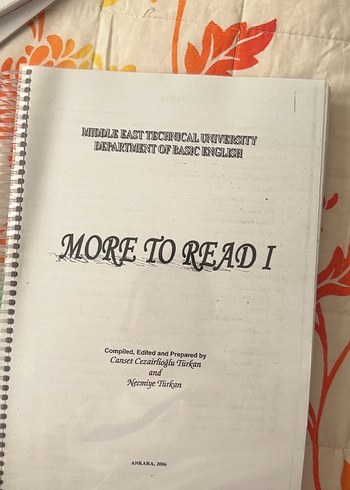 MIDDLE EAST TECHNICAL UNIVERSITY
DEPARTMENT OF BASIC ENGLISH
MORE TO READ I
Compiled, Edited and Prepared by
Canset Cezairlioğlu Türkan
and
Necmiye Türkan
ANKARA, 2006